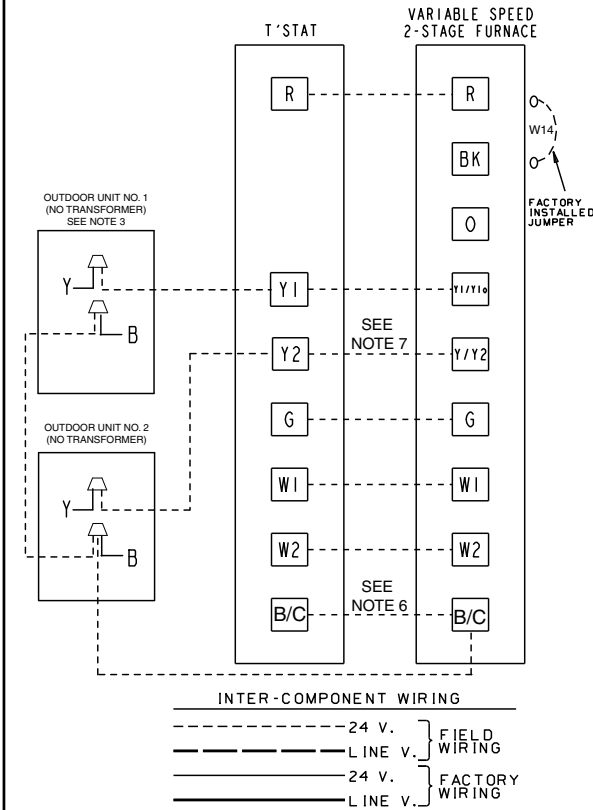 T'STAT
VARIABLE SPEED
2-STAGE FURNACE
R
R
W14
BK
FACTORY
INSTALLED
JUMPER
O
OUTDOOR UNIT NO. 1
(NO TRANSFORMER)
SEE NOTE 3
Y
B
Y1
Y1/Y1o
SEE
NOTE 7
Y2
Y/Y2
G
G
OUTDOOR UNIT NO. 2
(NO TRANSFORMER)
Y
B
W1
W1
W2
W2
SEE
NOTE 6
B/C
B/C
INTER-COMPONENT WIRING
24 V.
LINE V.
FIELD
WIRING
24 V.
LINE V.
FACTORY
WIRING